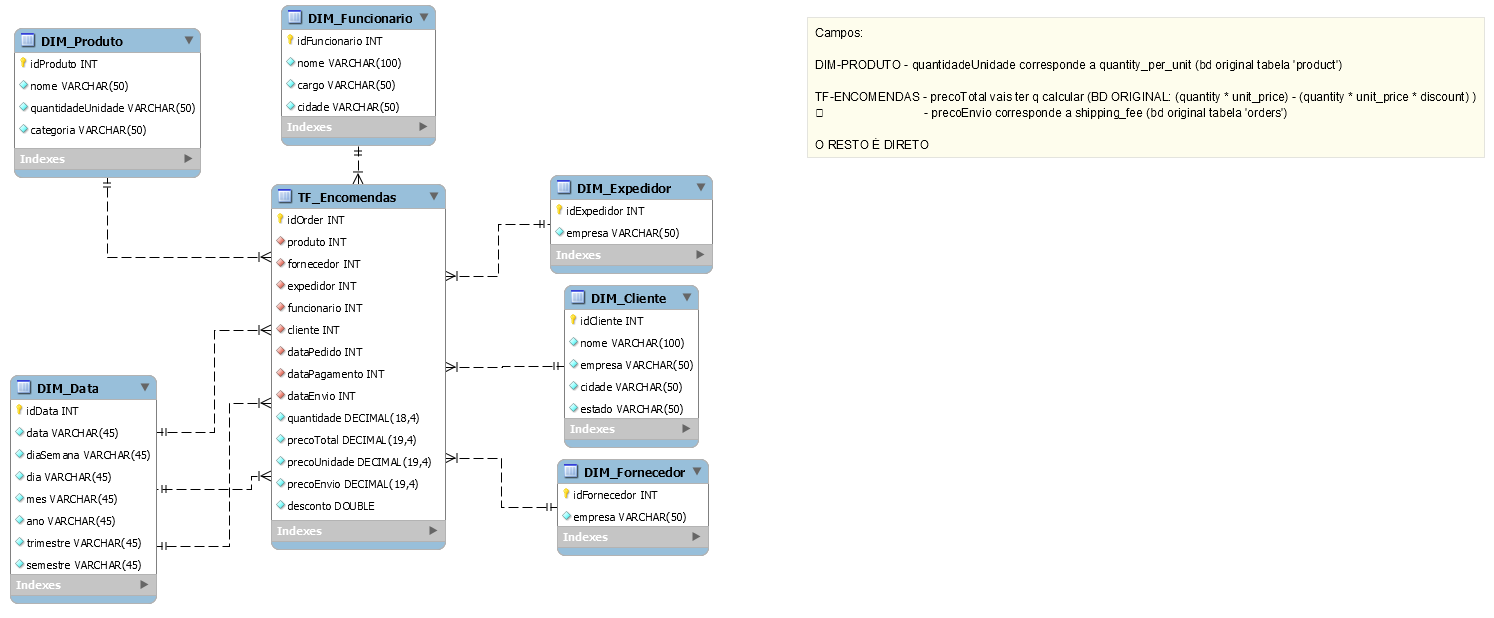 DIM_Produto
idProduto INT
nome VARCHAR(50)
quantidadeUnidade VARCHAR(50)
categoria VARCHAR(50)
Indexes
DIM_Funcionario
idFuncionario INT
nome VARCHAR(100)
cargo VARCHAR(50)
cidade VARCHAR(50)
Indexes
TF_Encomendas
idOrder INT
produto INT
fornecedor INT
expedidor INT
funcionario INT
cliente INT
dataPedido INT
dataPagamento INT
dataEnvio INT
quantidade DECIMAL(18,4)
precoTotal DECIMAL(19,4)
precoUnidade DECIMAL(19,4)
precoEnvio DECIMAL(19,4)
desconto DOUBLE
Indexes
DIM_Data
idData INT
data VARCHAR(45)
diaSemana VARCHAR(45)
dia VARCHAR(45)
mes VARCHAR(45)
ano VARCHAR(45)
trimestre VARCHAR(45)
semestre VARCHAR(45)
Indexes
DIM_Expedidor
idExpedidor INT
empresa VARCHAR(50)
Indexes
DIM_Cliente
idCliente INT
nome VARCHAR(100)
empresa VARCHAR(50)
cidade VARCHAR(50)
estado VARCHAR(50)
Indexes
DIM_Fornecedor
idFornecedor INT
empresa VARCHAR(50)
Indexes
Campos:
DIM-PRODUTO - quantidadeUnidade corresponde a quantity_per_unit (bd original tabela 'product')
TF-ENCOMENDAS - precoTotal vais ter q calcular (BD ORIGINAL: (quantity * unit_price) - (quantity * unit_price * discount) )
- precoEnvio corresponde a shipping_fee (bd original tabela 'orders')
O RESTO É DIRETO